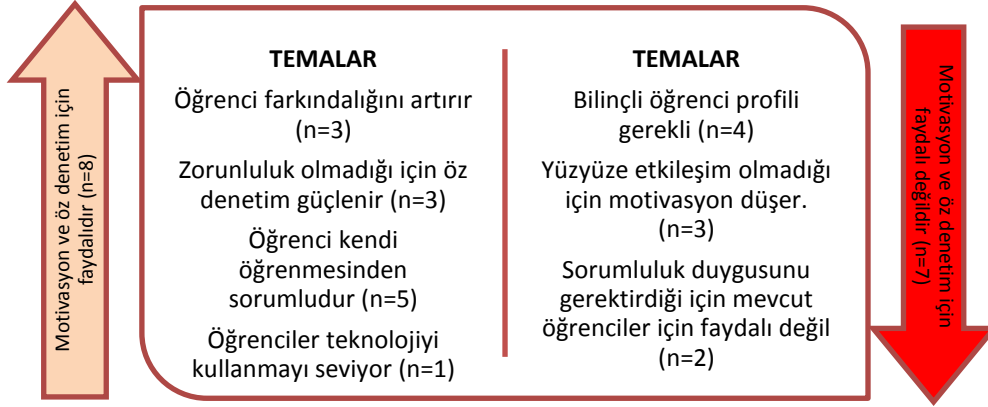 Motivasyon ve öz denetim için
faydalıdır (n=8)
TEMALAR
Öğrenci farkındalığını artırır
(n=3)
Zorunluluk olmadığı için öz
denetim güçlenir (n=3)
Öğrenci kendi
öğrenmesinden
sorumludur (n=5)
Öğrenciler teknolojiyi
kullanmayı seviyor (n=1)
TEMALAR
Bilinçli öğrenci profili
gerekli (n=4)
Yüzyüze etkileşim olmadığı
için motivasyon düşer.
(n=3)
Sorumluluk duygusunu
gerektirdiği için mevcut
öğrenciler için faydalı değil
(n=2)
Motivasyon ve öz denetim için
faydalı değildir (n=7)